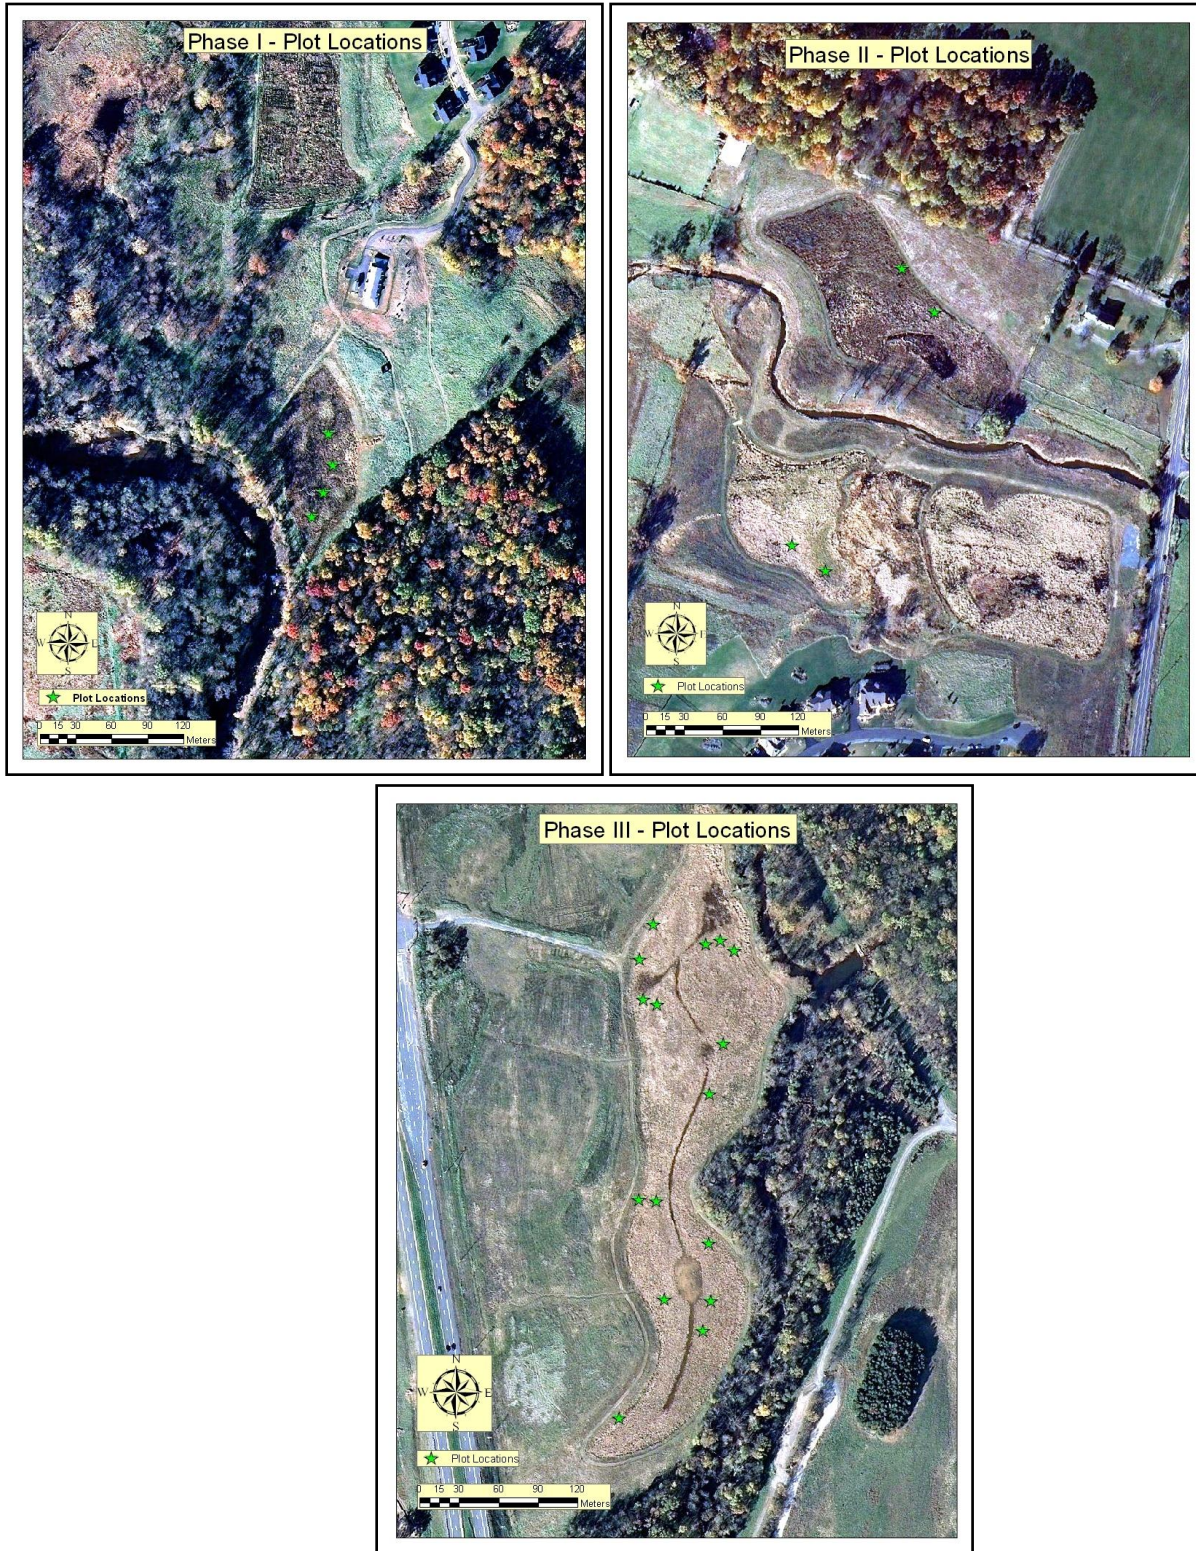 Phase I - Plot Locations
N
W E
S
Plot Locations
0 15 30 60 90 120
Meters
Phase II - Plot Locations
N
W E
S
Plot Locations
0 15 30 60 90 120
Meters
Phase III - Plot Locations
N
W E
S
Plot Locations
0 15 30 60 90 120
Meters